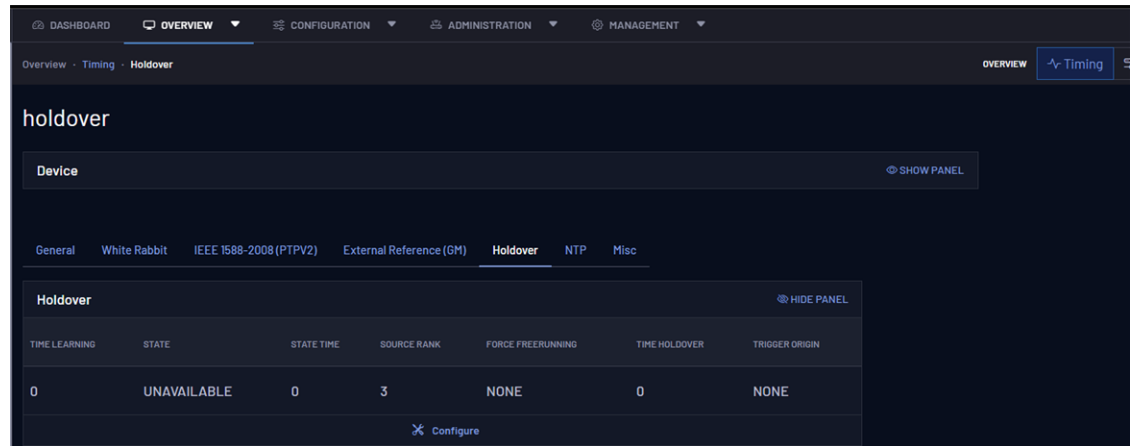 DASHBOARD OVERVIEW CONFIGURATION ADMINISTRATION MANAGEMENT
Overview · Timing · Holdover OVERVIEW Timing
holdover
Device SHOW PANEL
General White Rabbit IEEE 1588-2008 (PTPV2) External Reference (GM) Holdover NTP Misc
Holdover HIDE PANEL
TIME LEARNING STATE STATE TIME SOURCE RANK FORCE FREERUNNING TIME HOLDOVER TRIGGER ORIGIN
0 UNAVAILABLE 0 3 NONE 0 NONE
Configure